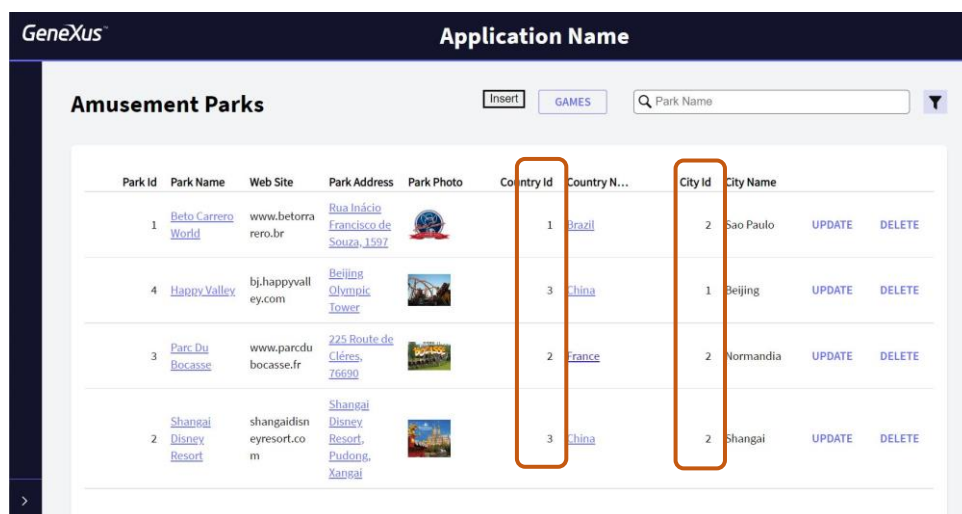 GeneXus™
Application Name
Amusement Parks
Insert
GAMES
Park Name
Park Id Park Name Web Site Park Address Park Photo Country Id Country N... City Id City Name
1 Beto Carrero World www.betorra rero.br Rua Inácio Francisco de Souza, 1597 1 Brazil 2 Sao Paulo UPDATE DELETE
4 Happy Valley bj.happyvall ey.com Beijing Olympic Tower 3 China 1 Beijing UPDATE DELETE
3 Parc Du Bocasse www.parcdu bocasse.fr 225 Route de Cléres, 76690 2 France 2 Normandia UPDATE DELETE
2 Shangai Disney Resort shangaidisn eyresort.co m Shangai Disney Resort, Pudong, Xangai 3 China 2 Shangai UPDATE DELETE